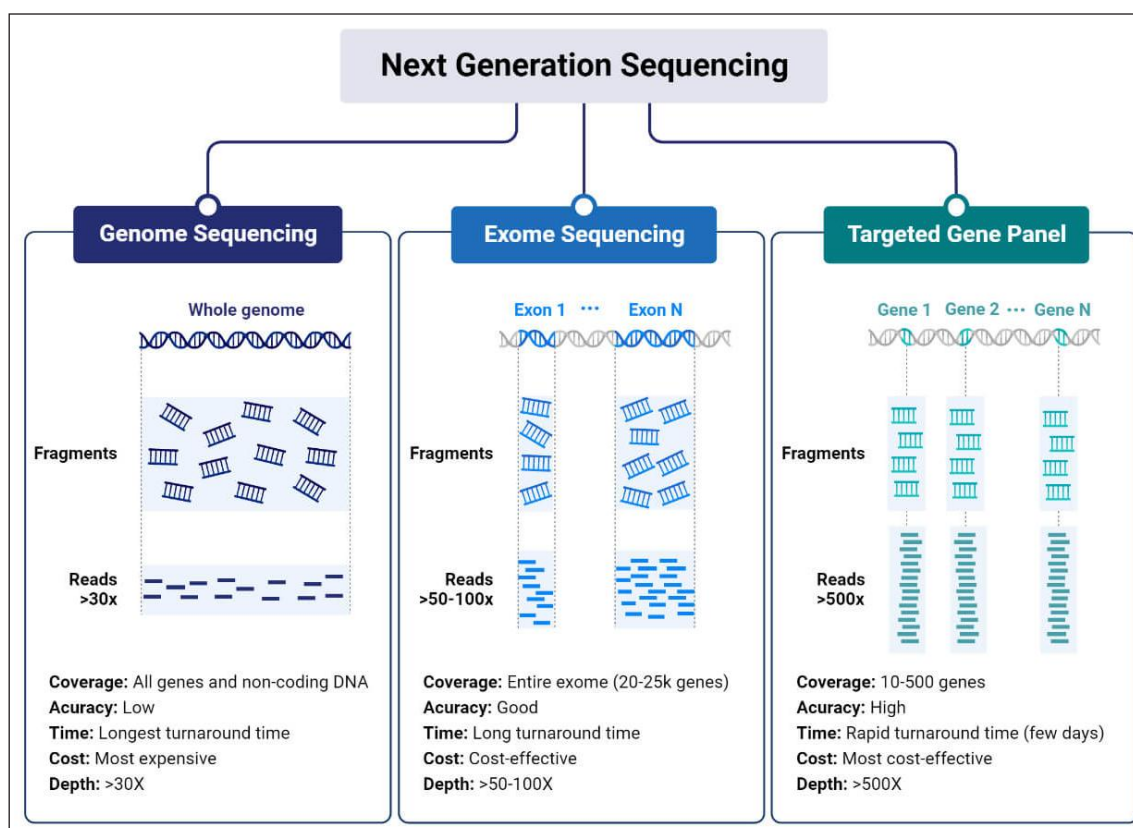 Next Generation Sequencing
Genome Sequencing
Whole genome
Fragments
Reads
>30x
Coverage: All genes and non-coding DNA
Acuracy: Low
Time: Longest turnaround time
Cost: Most expensive
Depth: >30X
Exome Sequencing
Exon 1 ··· Exon N
Fragments
Reads
>50-100x
Coverage: Entire exome (20-25k genes)
Acuracy: Good
Time: Long turnaround time
Cost: Cost-effective
Depth: >50-100X
Targeted Gene Panel
Gene 1 Gene 2 ··· Gene N
Fragments
Reads
>500x
Coverage: 10-500 genes
Acuracy: High
Time: Rapid turnaround time (few days)
Cost: Most cost-effective
Depth: >500X